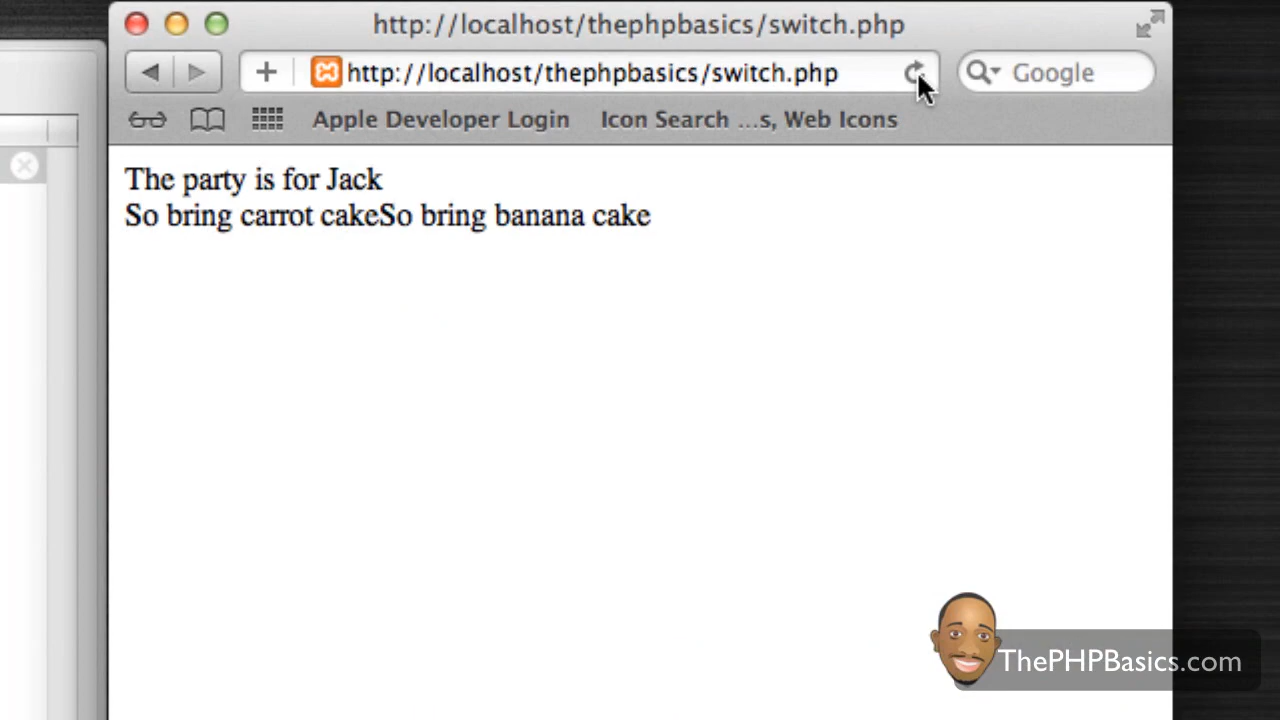 http://localhost/thephpbasics/switch.php
http://localhost/thephpbasics/switch.php
Google
Apple Developer Login
Icon Search ...s, Web Icons
The party is for Jack
So bring carrot cakeSo bring banana cake
ThePHPBasics.com